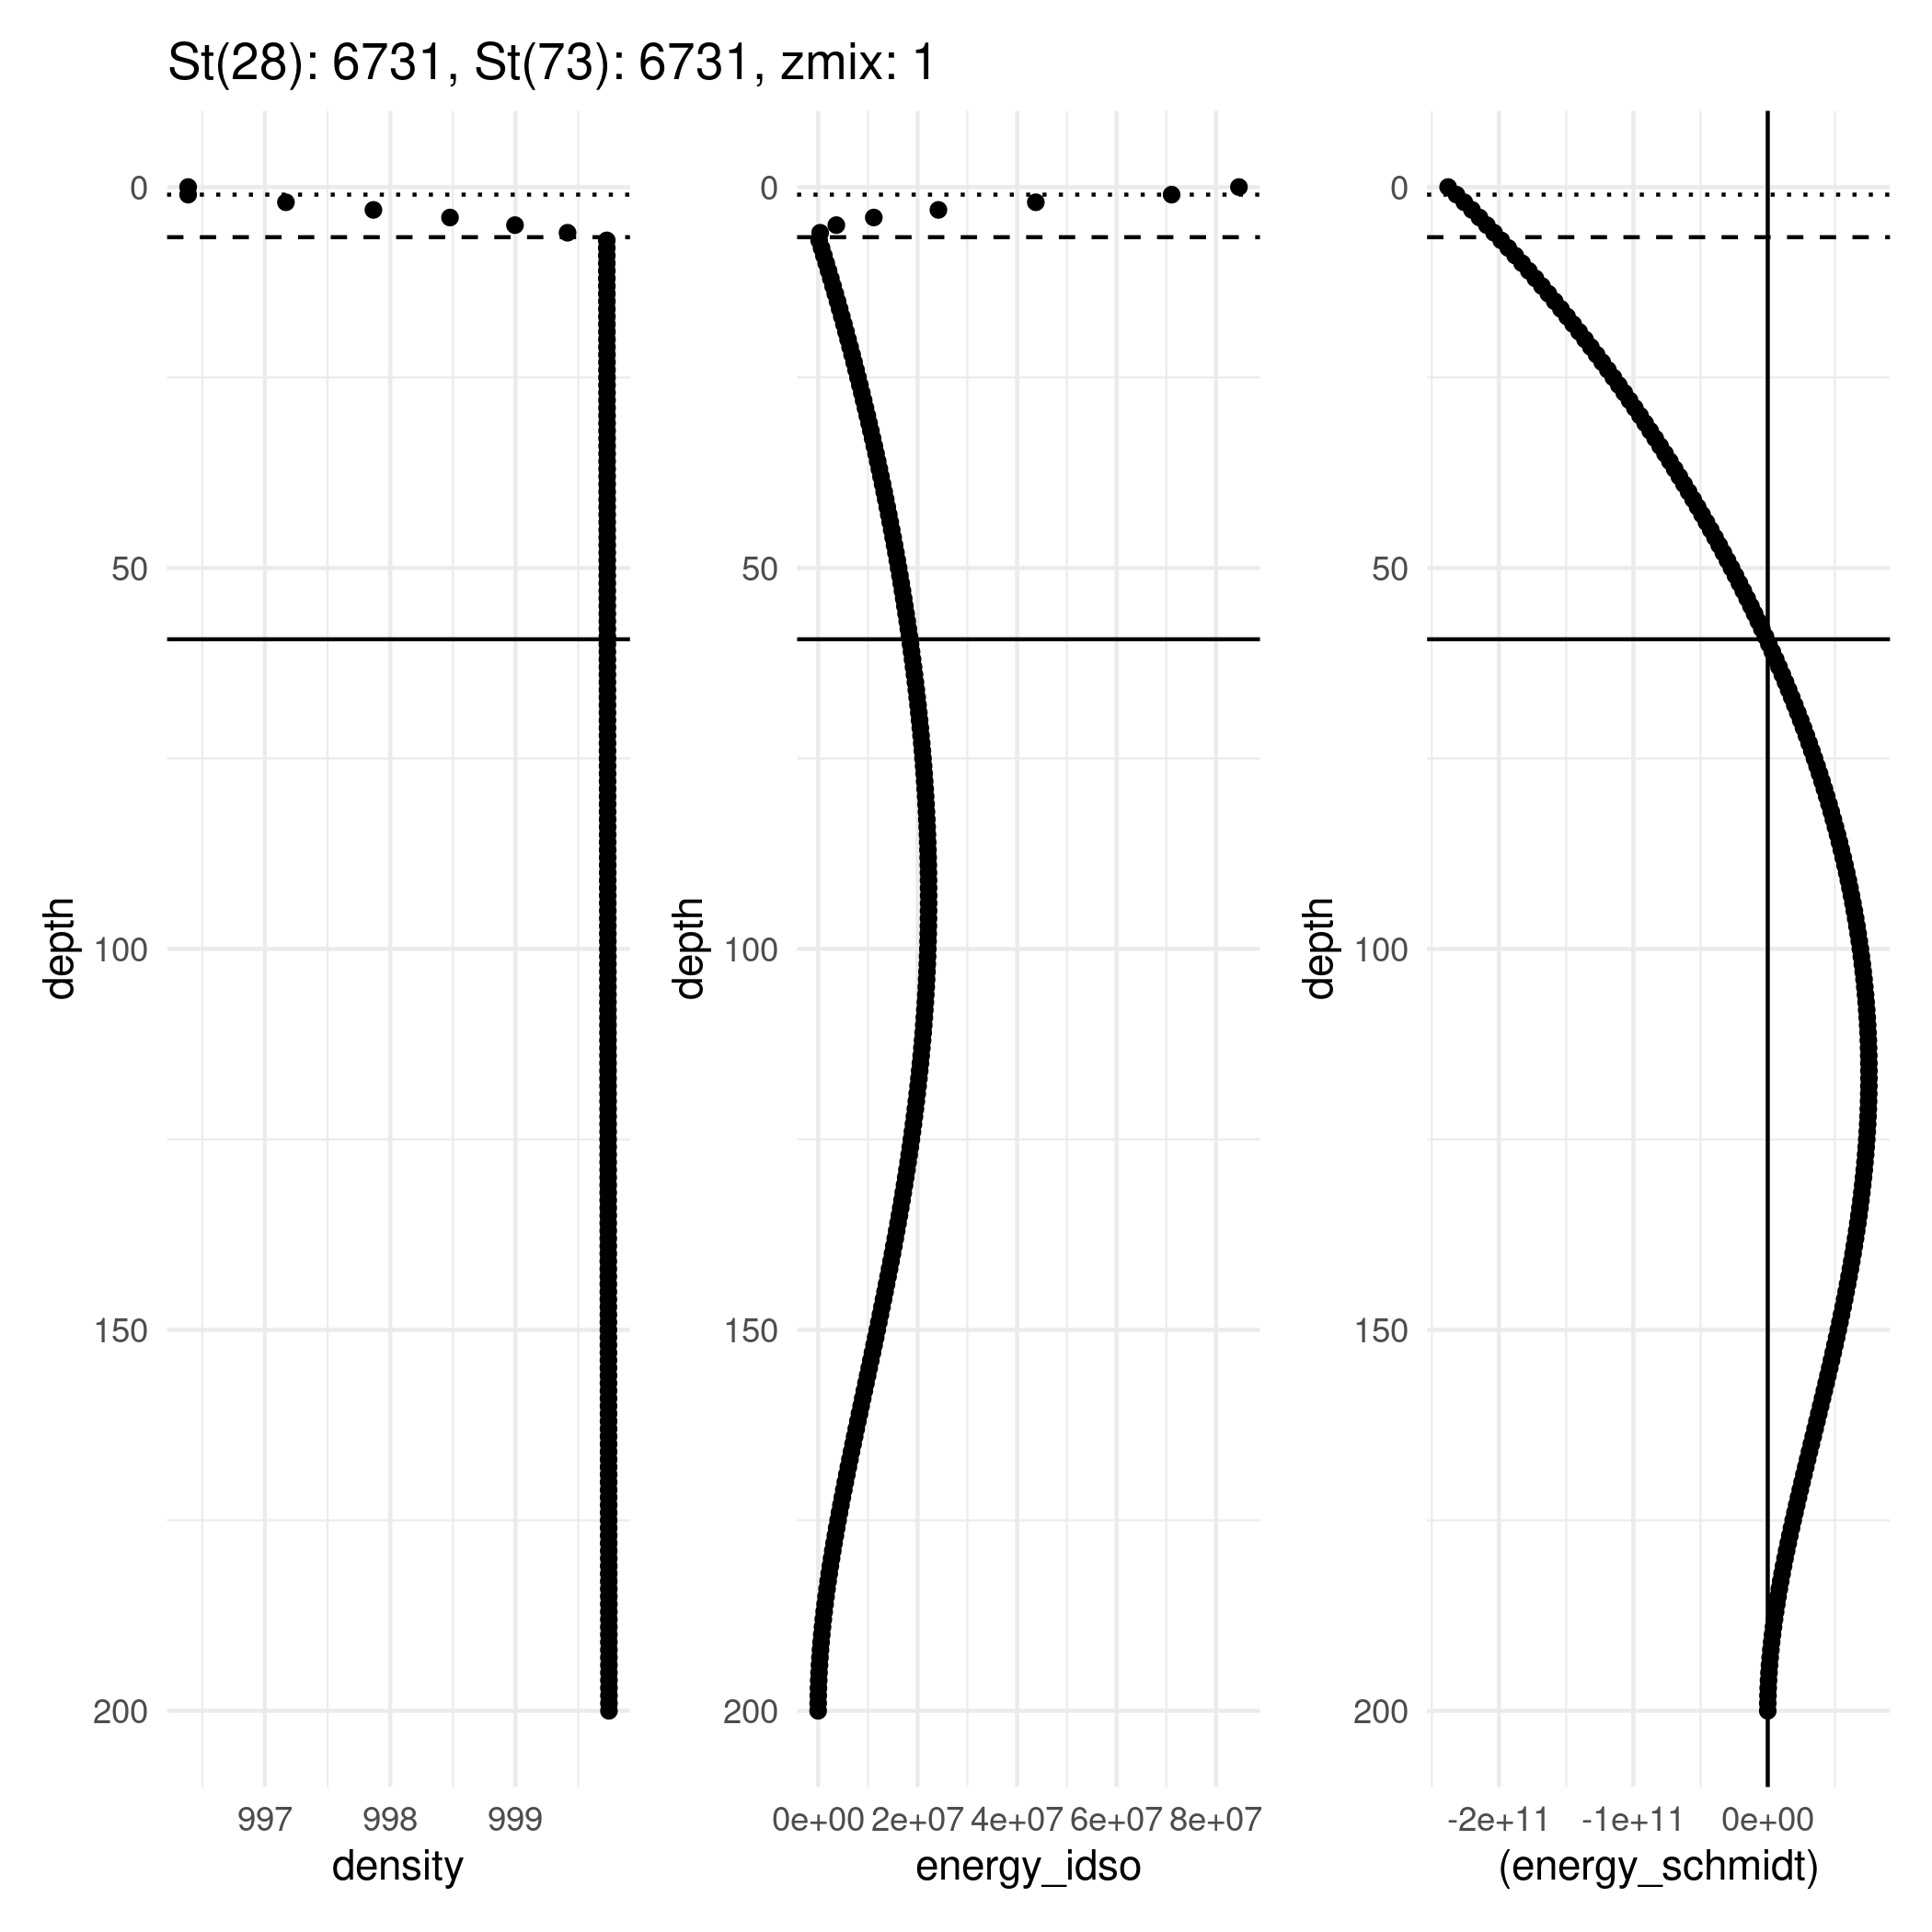 St(28): 6731, St(73): 6731, zmix: 1
0
50
100
150
200
depth
997
998
999
density
0
50
100
150
200
depth
0e+00
2e+07
4e+07
6e+07
8e+07
energy_idso
0
50
100
150
200
depth
-2e+11
-1e+11
0e+00
(energy_schmidt)